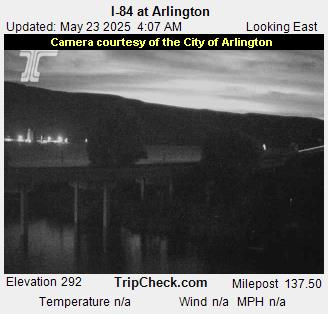 I-84 at Arlington
Updated: May 23 2025 4:07 AM Looking East
Camera courtesy of the City of Arlington
Elevation 292 TripCheck.com Milepost 137.50
Temperature n/a Wind n/a MPH n/a